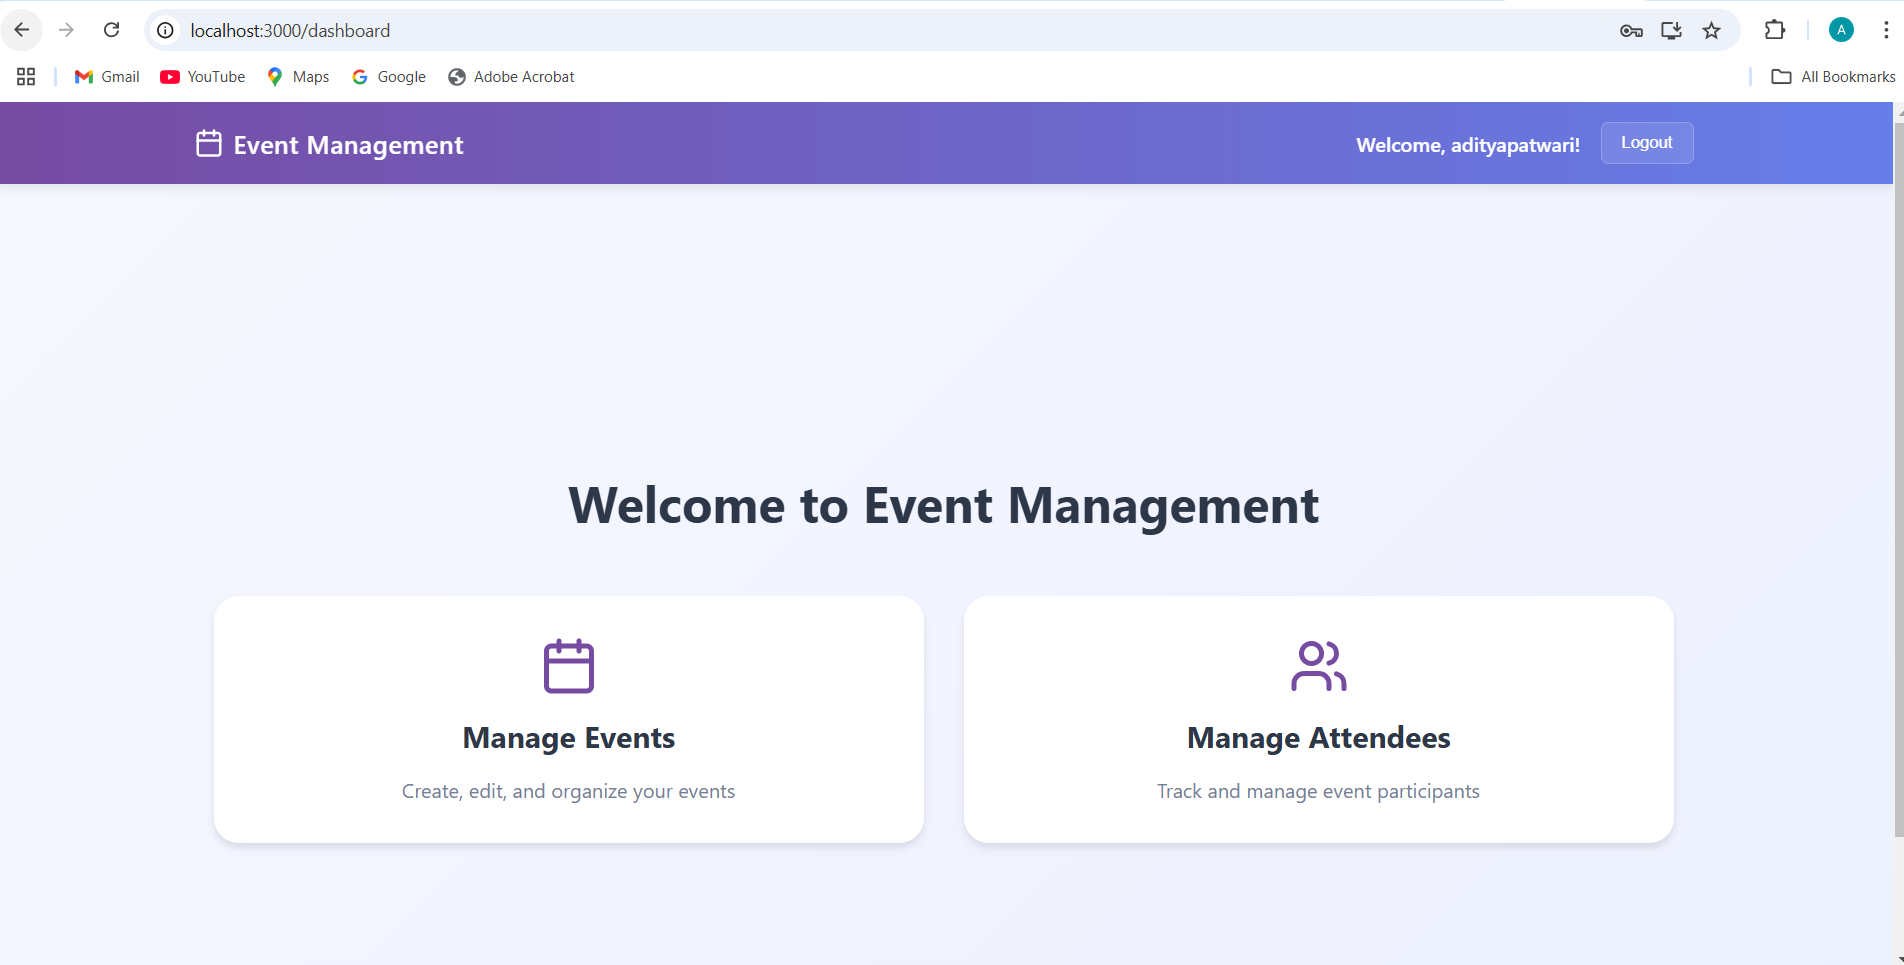 localhost:3000/dashboard
A
Gmail YouTube Maps Google Adobe Acrobat All Bookmarks
Event Management Welcome, adityapatwari! Logout
Welcome to Event Management
Manage Events
Create, edit, and organize your events
Manage Attendees
Track and manage event participants